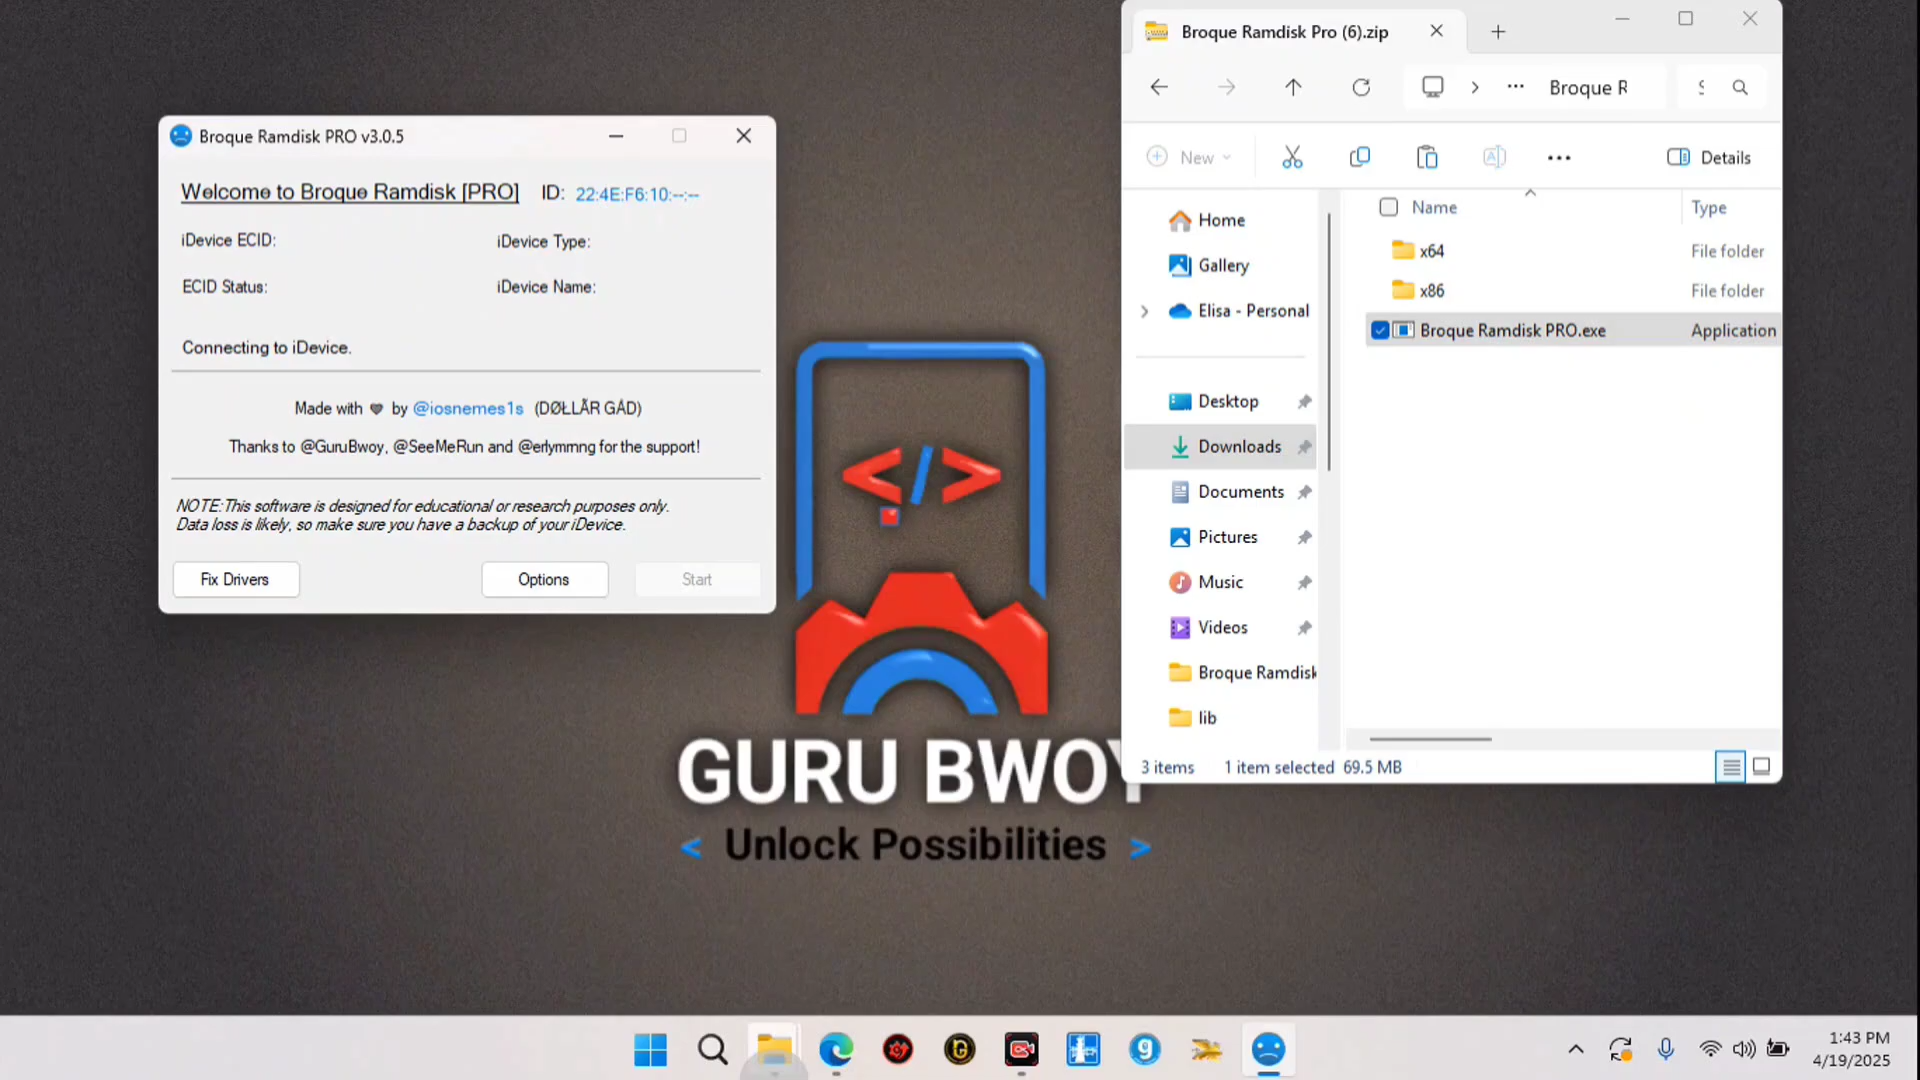 Broque Ramdisk PRO v3.0.5
Welcome to Broque Ramdisk [PRO] ID: 22:4E:F6:10:--:--
iDevice ECID:
iDevice Type:
ECID Status:
iDevice Name:
Connecting to iDevice.
Made with ♥ by @iosnemes1s (DØŁLÃR GÁD)
Thanks to @GuruBwoy, @SeeMeRun and @erlymmng for the support!
NOTE:This software is designed for educational or research purposes only.
Data loss is likely, so make sure you have a backup of your iDevice.
Fix Drivers
Options
Start
GURU BWOY
< Unlock Possibilities >
Broque Ramdisk Pro (6).zip
Broque R
New
Details
Home
Gallery
Elisa - Personal
Desktop
Downloads
Documents
Pictures
Music
Videos
Broque Ramdisk
lib
Name
Type
x64
File folder
x86
File folder
Broque Ramdisk PRO.exe
Application
3 items
1 item selected 69.5 MB
1:43 PM
4/19/2025